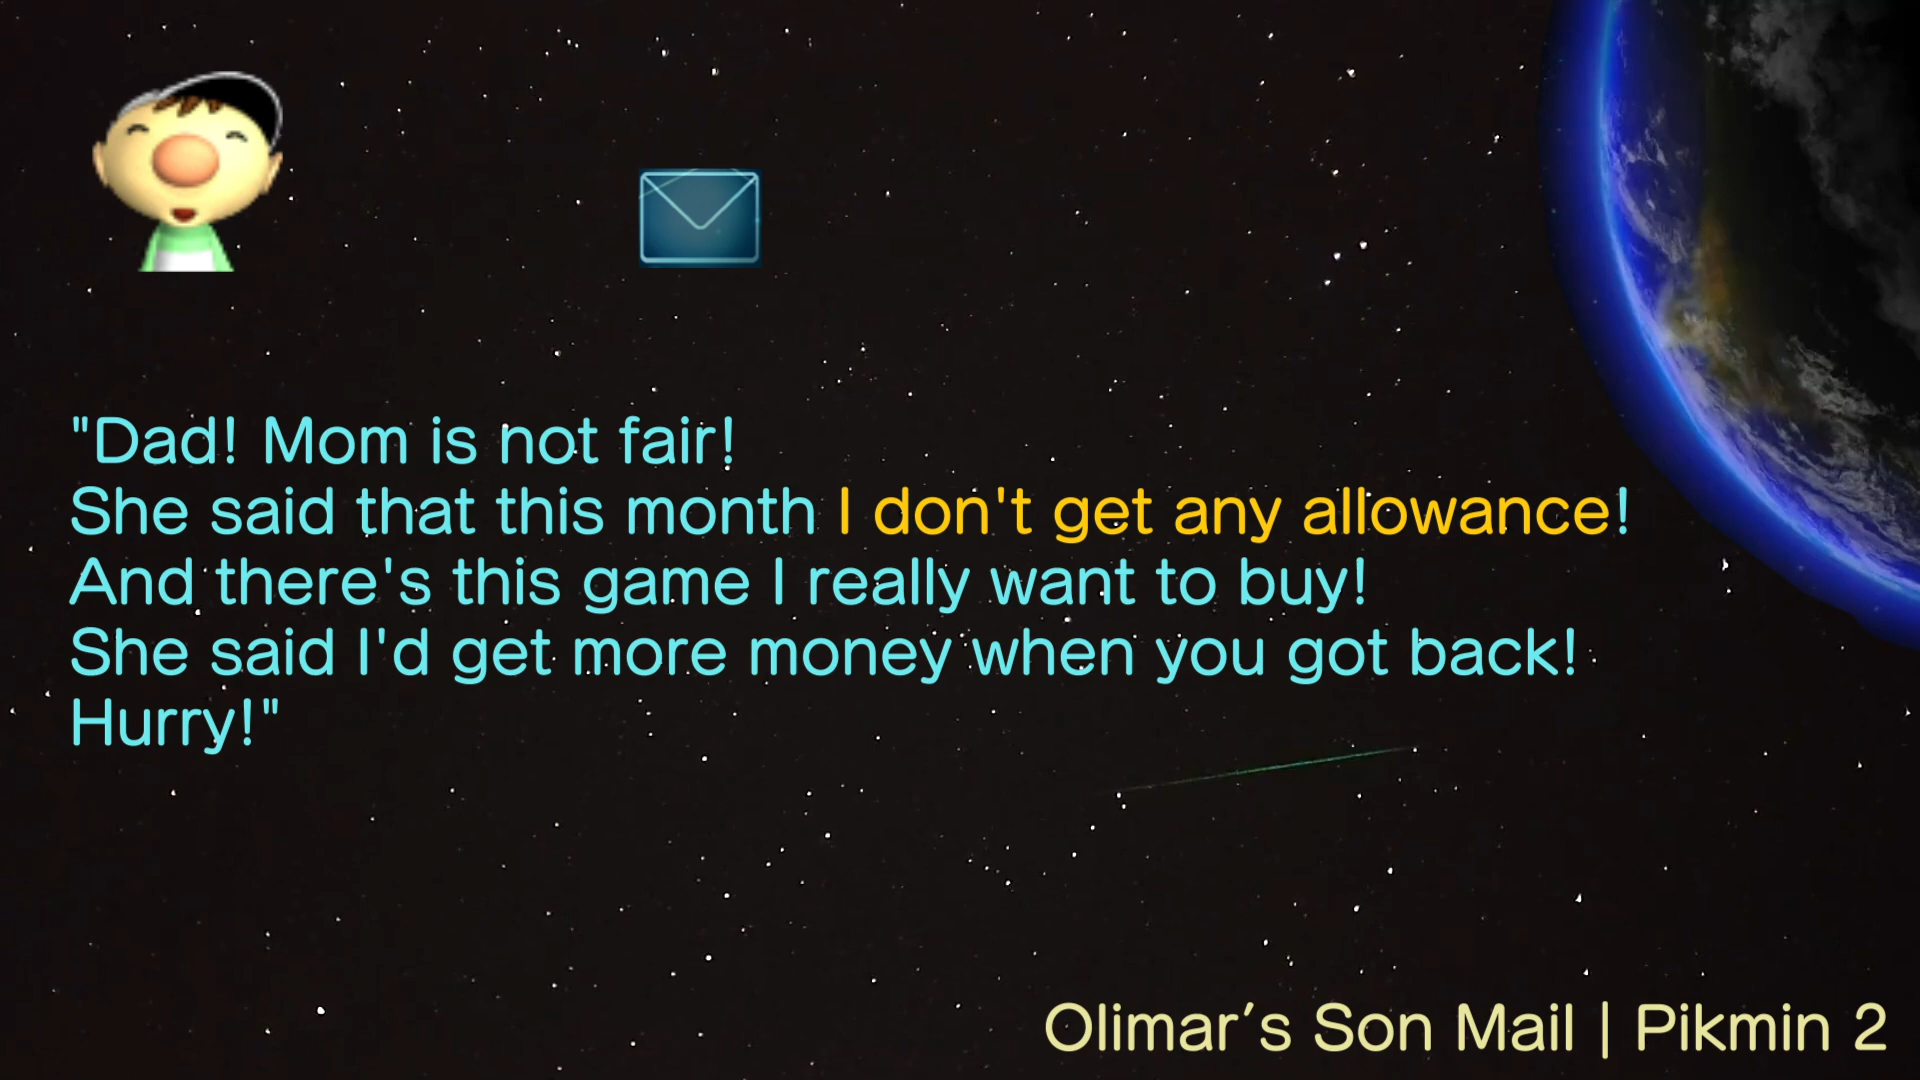 "Dad! Mom is not fair!
She said that this month I don't get any allowance!
And there's this game I really want to buy!
She said I'd get more money when you got back!
Hurry!"
Olimar′s Son Mail | Pikmin 2